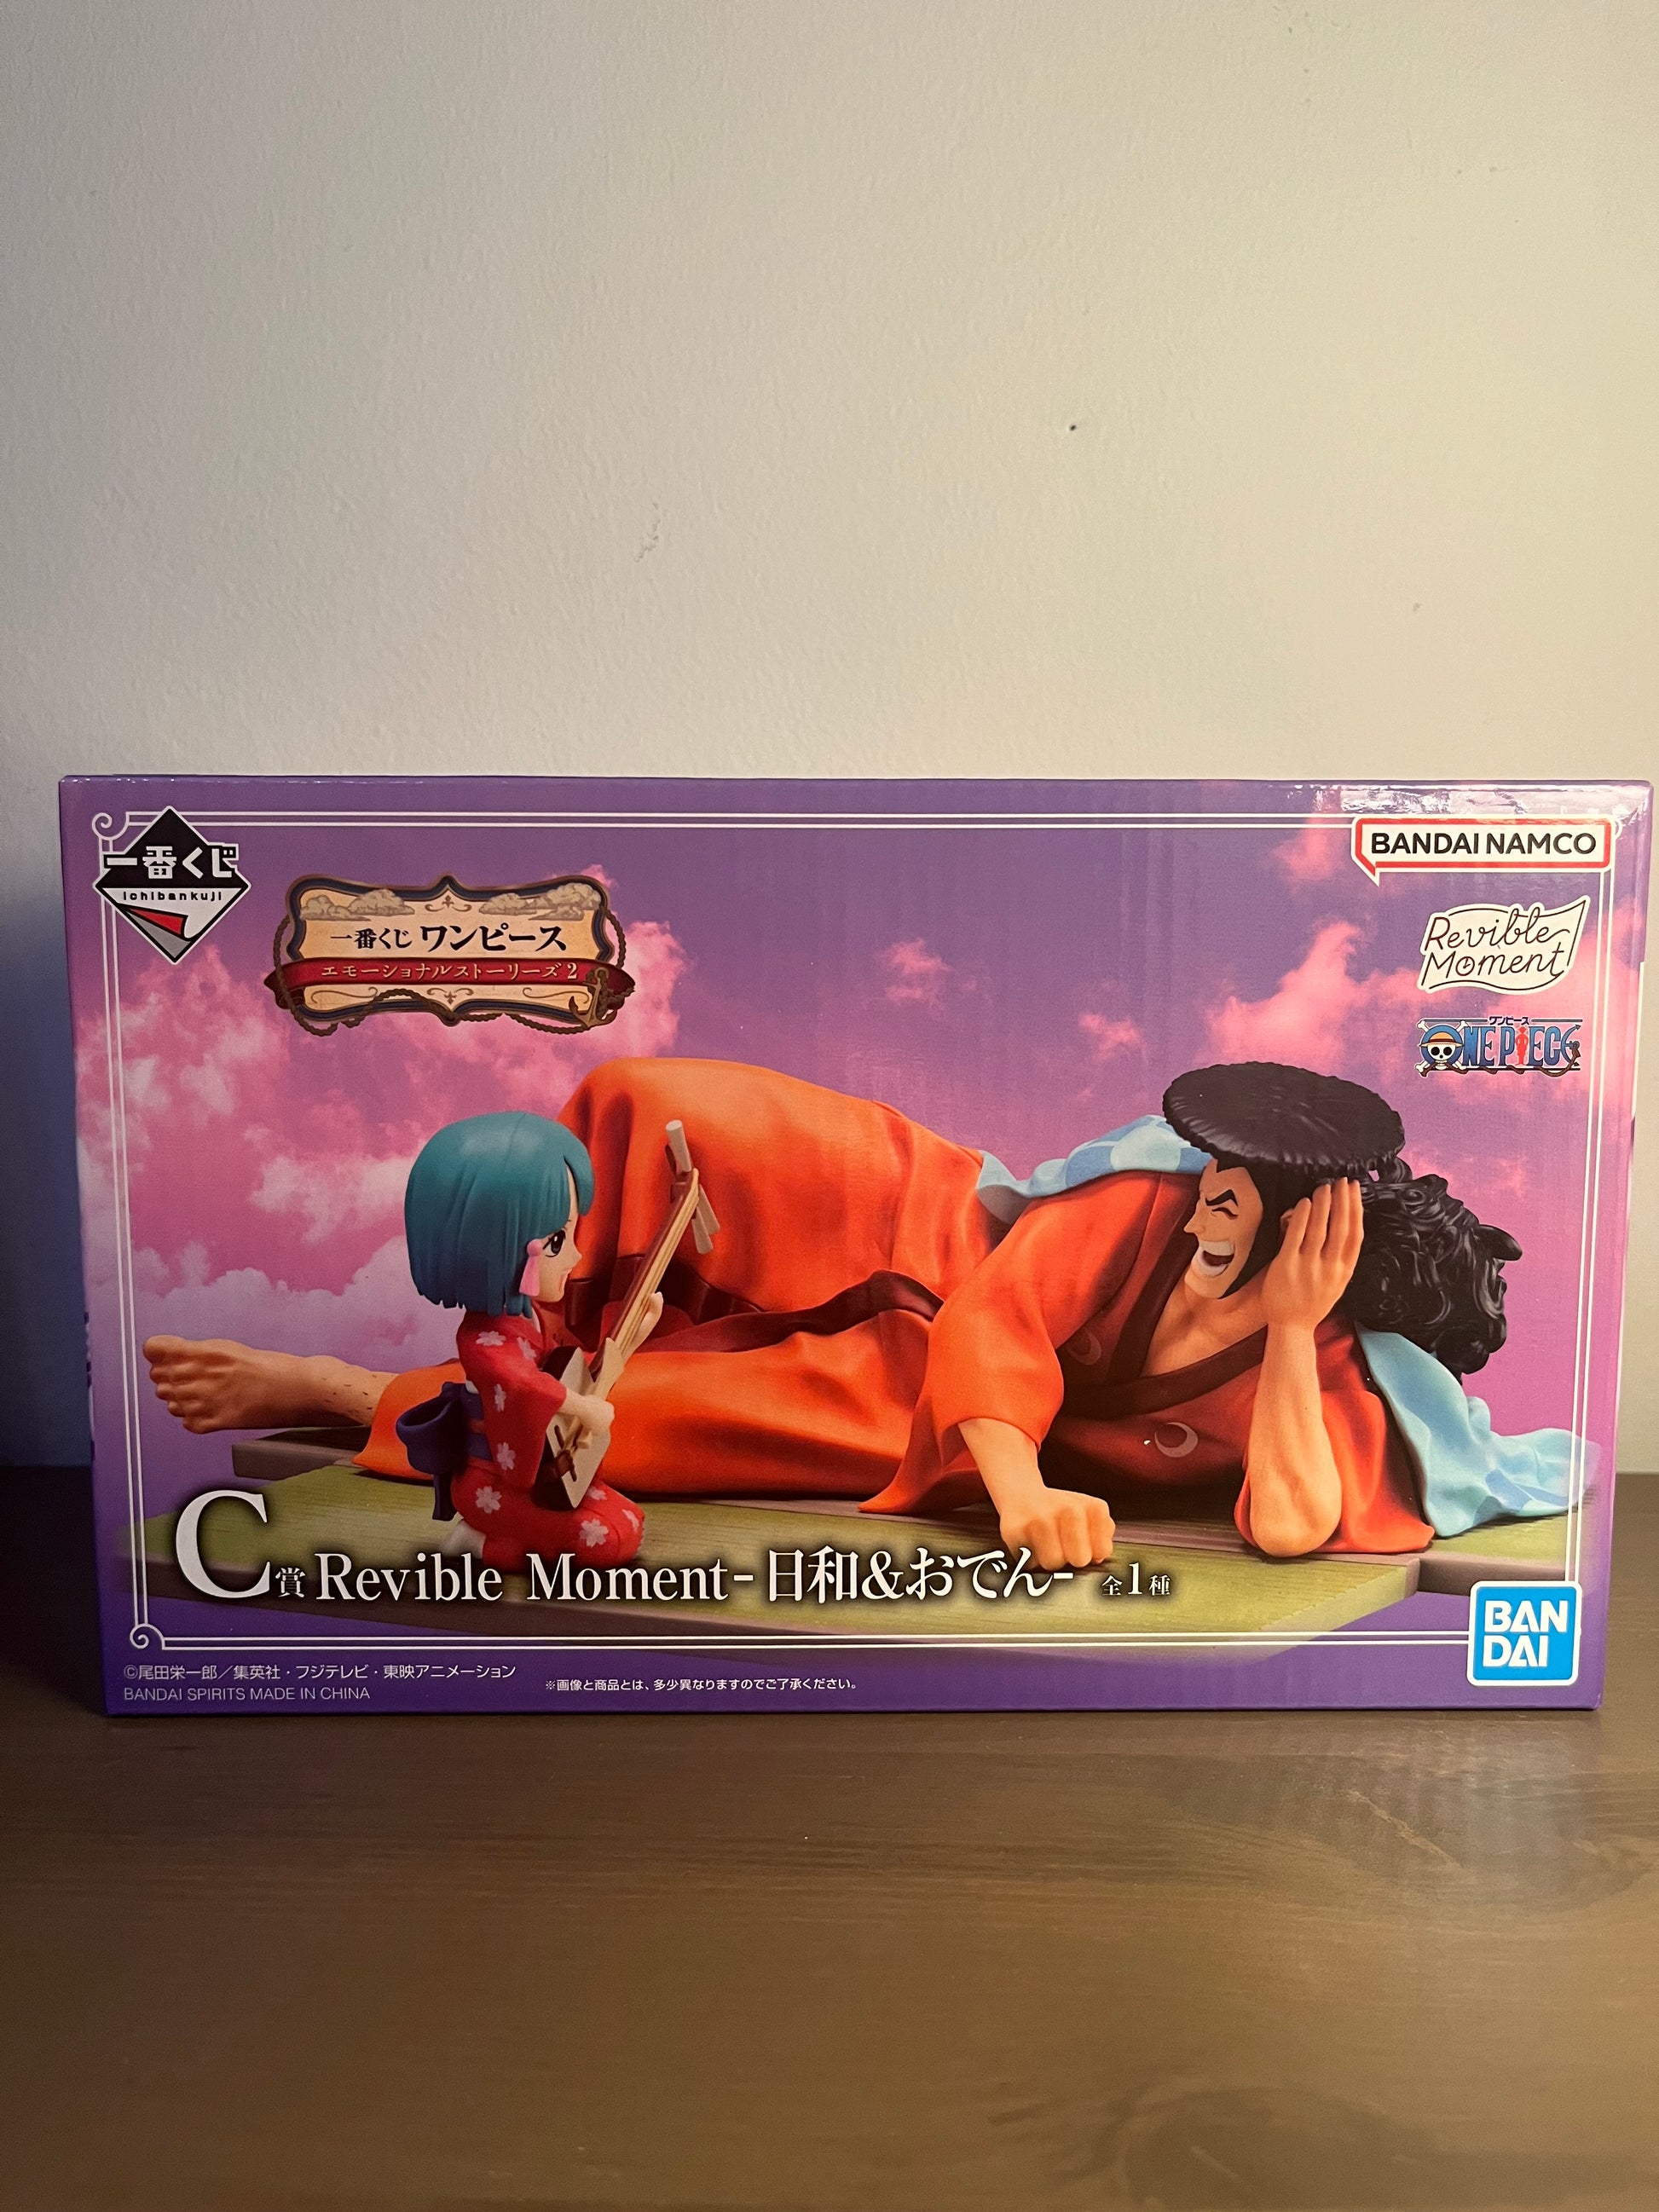 一番くじ
ichibankuji
一番くじ ワンピース
エモーショナルストーリーズ2
BANDAI NAMCO
Revible
Moment
ワンピース
ONE PIECE
C賞 Revible Moment-日和&おでん- 全1種
BAN
DAI
©尾田栄一郎／集英社・フジテレビ・東映アニメーション
BANDAI SPIRITS MADE IN CHINA
※画像と商品とは、多少異なりますのでご了承ください。